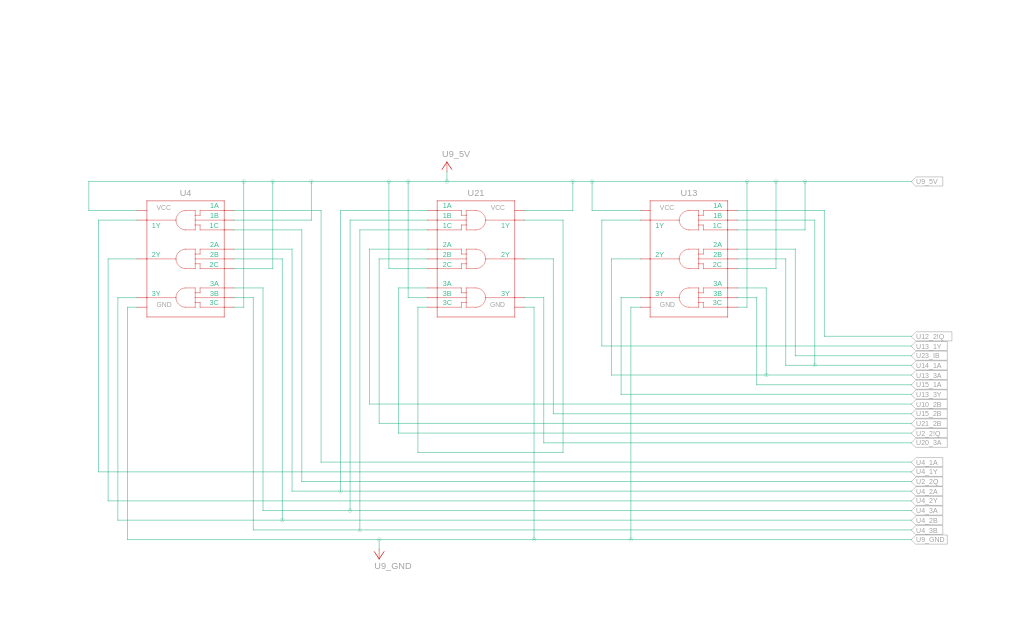 U9_5V
U9_5V
U4
U21
U13
VCC
1A
1B
1Y
1C
2A
2Y
2B
2C
3A
3Y
3B
GND
3C
1A
VCC
1B
1C
1Y
2A
2B
2Y
2C
3A
3B
3Y
3C
GND
VCC
1A
1B
1Y
1C
2A
2Y
2B
2C
3A
3Y
3B
GND
3C
U12_2IQ
U13_1Y
U23_IB
U14_1A
U13_3A
U15_1A
U13_3Y
U10_2B
U15_2B
U21_2B
U2_2IQ
U20_3A
U4_1A
U4_1Y
U2_2Q
U4_2A
U4_2Y
U4_3A
U4_2B
U4_3B
U9_GND
U9_GND